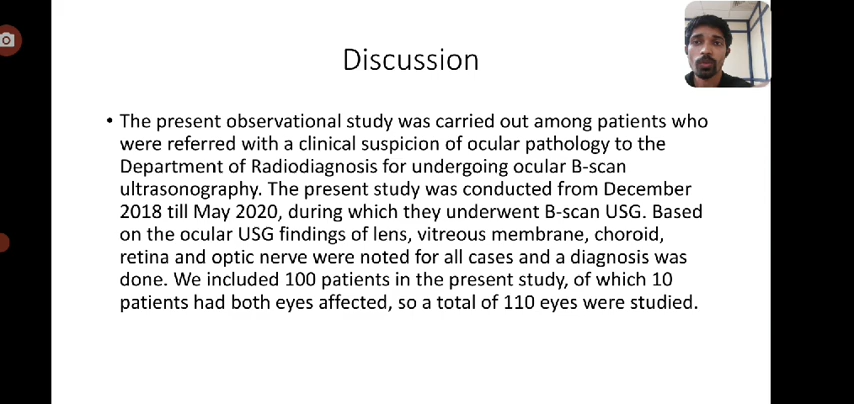 Discussion
• The present observational study was carried out among patients who
were referred with a clinical suspicion of ocular pathology to the
Department of Radiodiagnosis for undergoing ocular B-scan
ultrasonography. The present study was conducted from December
2018 till May 2020, during which they underwent B-scan USG. Based
on the ocular USG findings of lens, vitreous membrane, choroid,
retina and optic nerve were noted for all cases and a diagnosis was
done. We included 100 patients in the present study, of which 10
patients had both eyes affected, so a total of 110 eyes were studied.